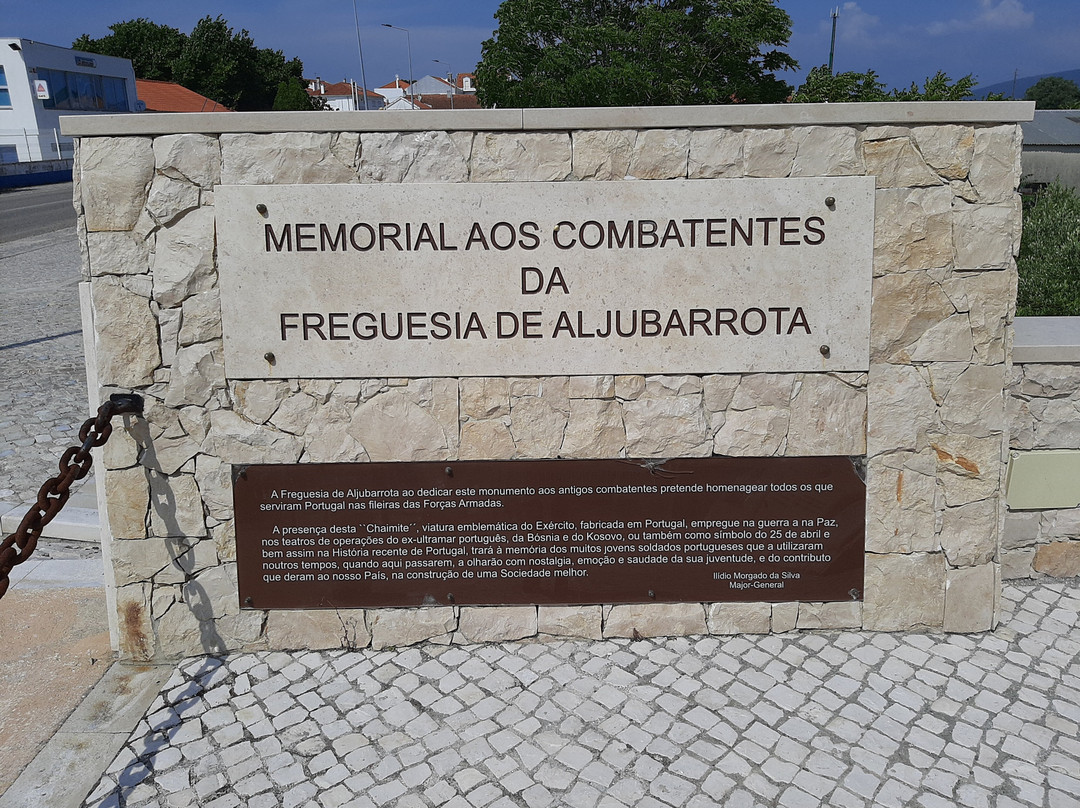 MEMORIAL AOS COMBATENTES
DA
FREGUESIA DE ALJUBARROTA
A Freguesia de Aljubarrota ao dedicar este monumento aos antigos combatentes pretende homenagear todos os que
serviram Portugal nas fileiras das Forças Armadas.
A presença desta ``Chaimite´´, viatura emblemática do Exército, fabricada em Portugal, empregue na guerra a na Paz,
nos teatros de operações do ex-ultramar português, da Bósnia e do Kosovo, ou também como símbolo do 25 de abril e
bem assim na História recente de Portugal, trará à memória dos muitos jovens soldados portugueses que a utilizaram
noutros tempos, quando aqui passarem, a olharão com nostalgia, emoção e saudade da sua juventude, e do contributo
que deram ao nosso País, na construção de uma Sociedade melhor.
Ilídio Morgado da Silva
Major-General